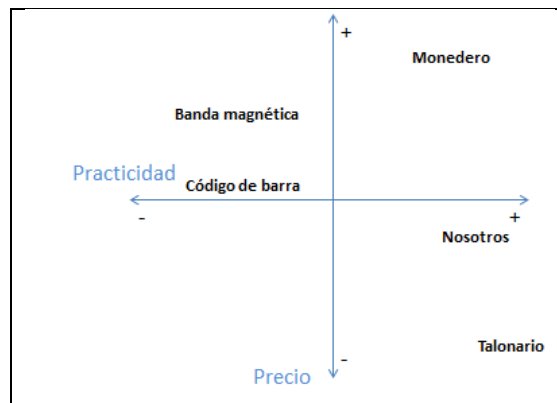 +
Monedero
Banda magnética
Practicidad
Código de barra
-
+
Nosotros
Talonario
-
Precio